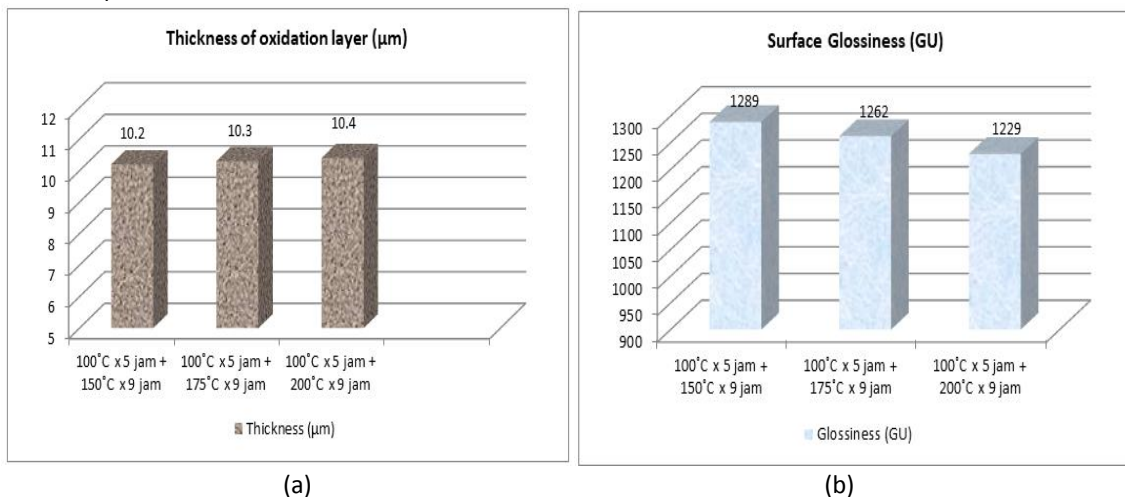 Thickness of oxidation layer (µm)
12
11
10
9
8
7
6
5
10.2
10.3
10.4
100˚C x 5 jam +
150˚C x 9 jam
100˚C x 5 jam +
175˚C x 9 jam
100˚C x 5 jam +
200˚C x 9 jam
Thickness (µm)
(a)
Surface Glossiness (GU)
1300
1250
1200
1150
1100
1050
1000
950
900
1289
1262
1229
100˚C x 5 jam +
150˚C x 9 jam
100˚C x 5 jam +
175˚C x 9 jam
100˚C x 5 jam +
200˚C x 9 jam
Glossiness (GU)
(b)